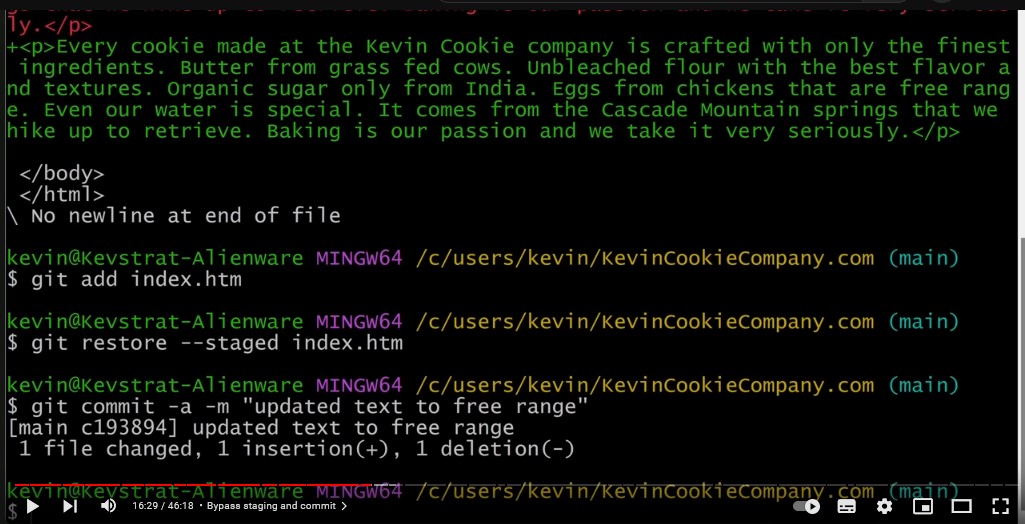 ly.</p>
+<p>Every cookie made at the Kevin Cookie company is crafted with only the finest
ingredients. Butter from grass fed cows. Unbleached flour with the best flavor a
nd textures. Organic sugar only from India. Eggs from chickens that are free rang
e. Even our water is special. It comes from the Cascade Mountain springs that we
hike up to retrieve. Baking is our passion and we take it very seriously.</p>
</body>
</html>
\ No newline at end of file
kevin@Kevstrat-Alienware MINGW64 /c/users/kevin/KevinCookieCompany.com (main)
$ git add index.htm
kevin@Kevstrat-Alienware MINGW64 /c/users/kevin/KevinCookieCompany.com (main)
$ git restore --staged index.htm
kevin@Kevstrat-Alienware MINGW64 /c/users/kevin/KevinCookieCompany.com (main)
$ git commit -a -m "updated text to free range"
[main c193894] updated text to free range
1 file changed, 1 insertion(+), 1 deletion(-)
kevin@Kevstrat-Alienware MINGW64 /c/users/kevin/KevinCookieCompany.com (main)
16:29 / 46:18 • Bypass staging and commit >
$